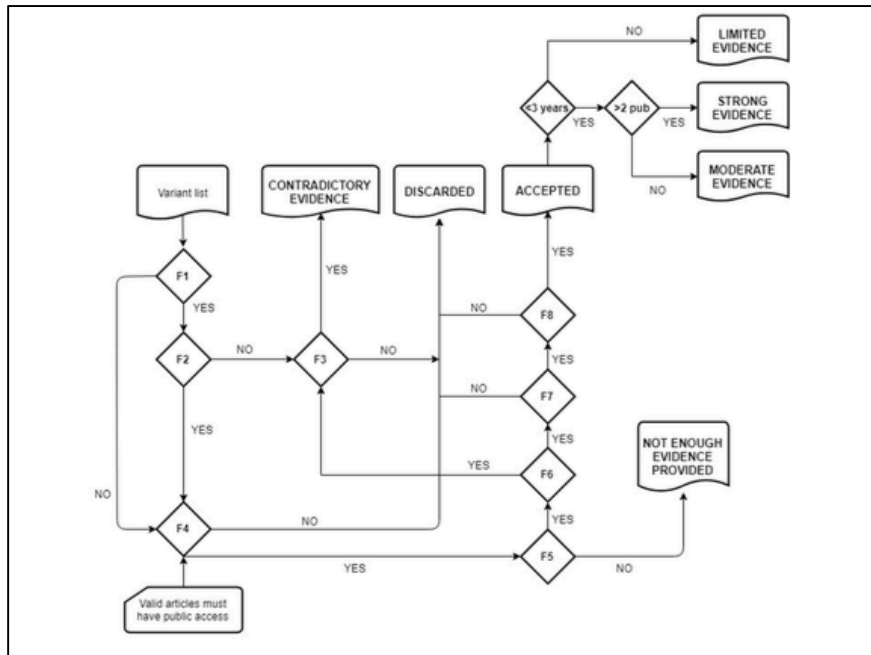 NO
LIMITED
EVIDENCE
<3 years
YES
>2 pub
YES
STRONG
EVIDENCE
NO
MODERATE
EVIDENCE
Variant list
CONTRADICTORY
EVIDENCE
DISCARDED
ACCEPTED
YES
YES
F1
YES
NO
F8
F2
NO
F3
NO
YES
NO
F7
YES
YES
NOT ENOUGH
EVIDENCE
PROVIDED
YES
F6
NO
YES
F4
NO
F5
YES
NO
Valid articles must
have public access